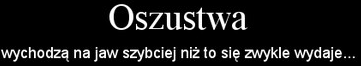 Oszustwa
wychodzą na jaw szybciej niż to się zwykle wydaje...